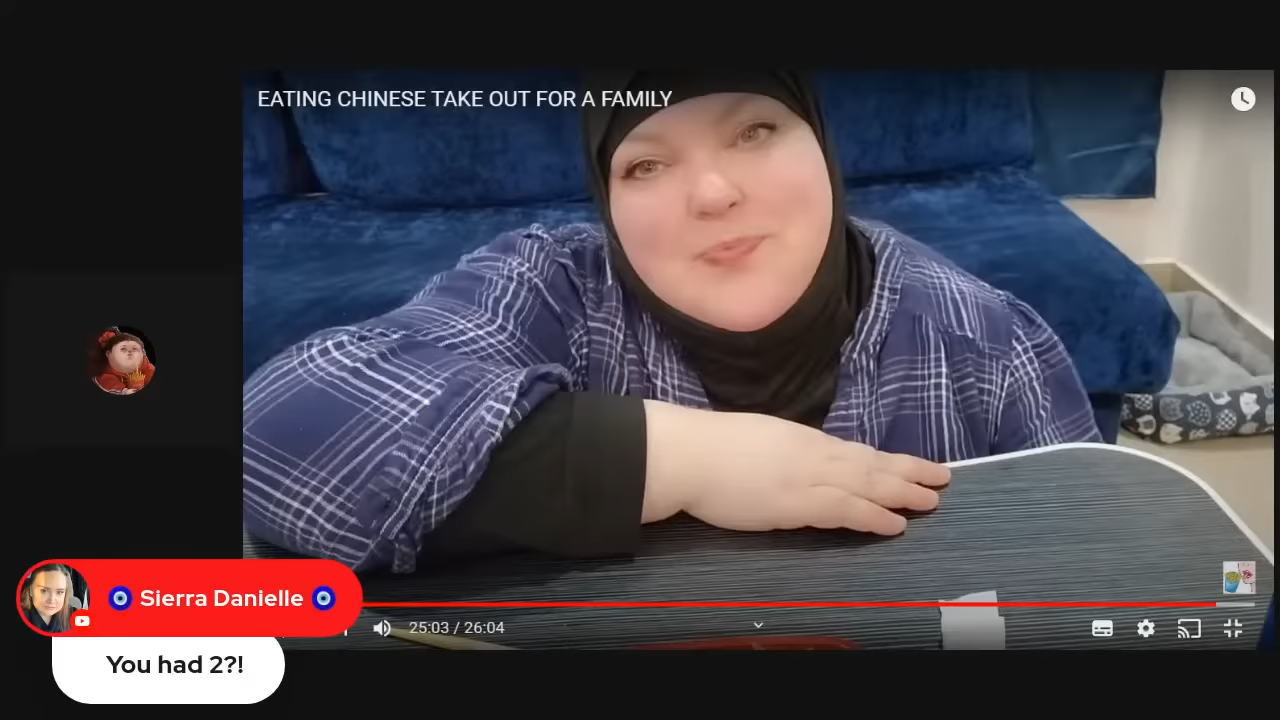 EATING CHINESE TAKE OUT FOR A FAMILY
🧿 Sierra Danielle 🧿
25:03 / 26:04
You had 2?!